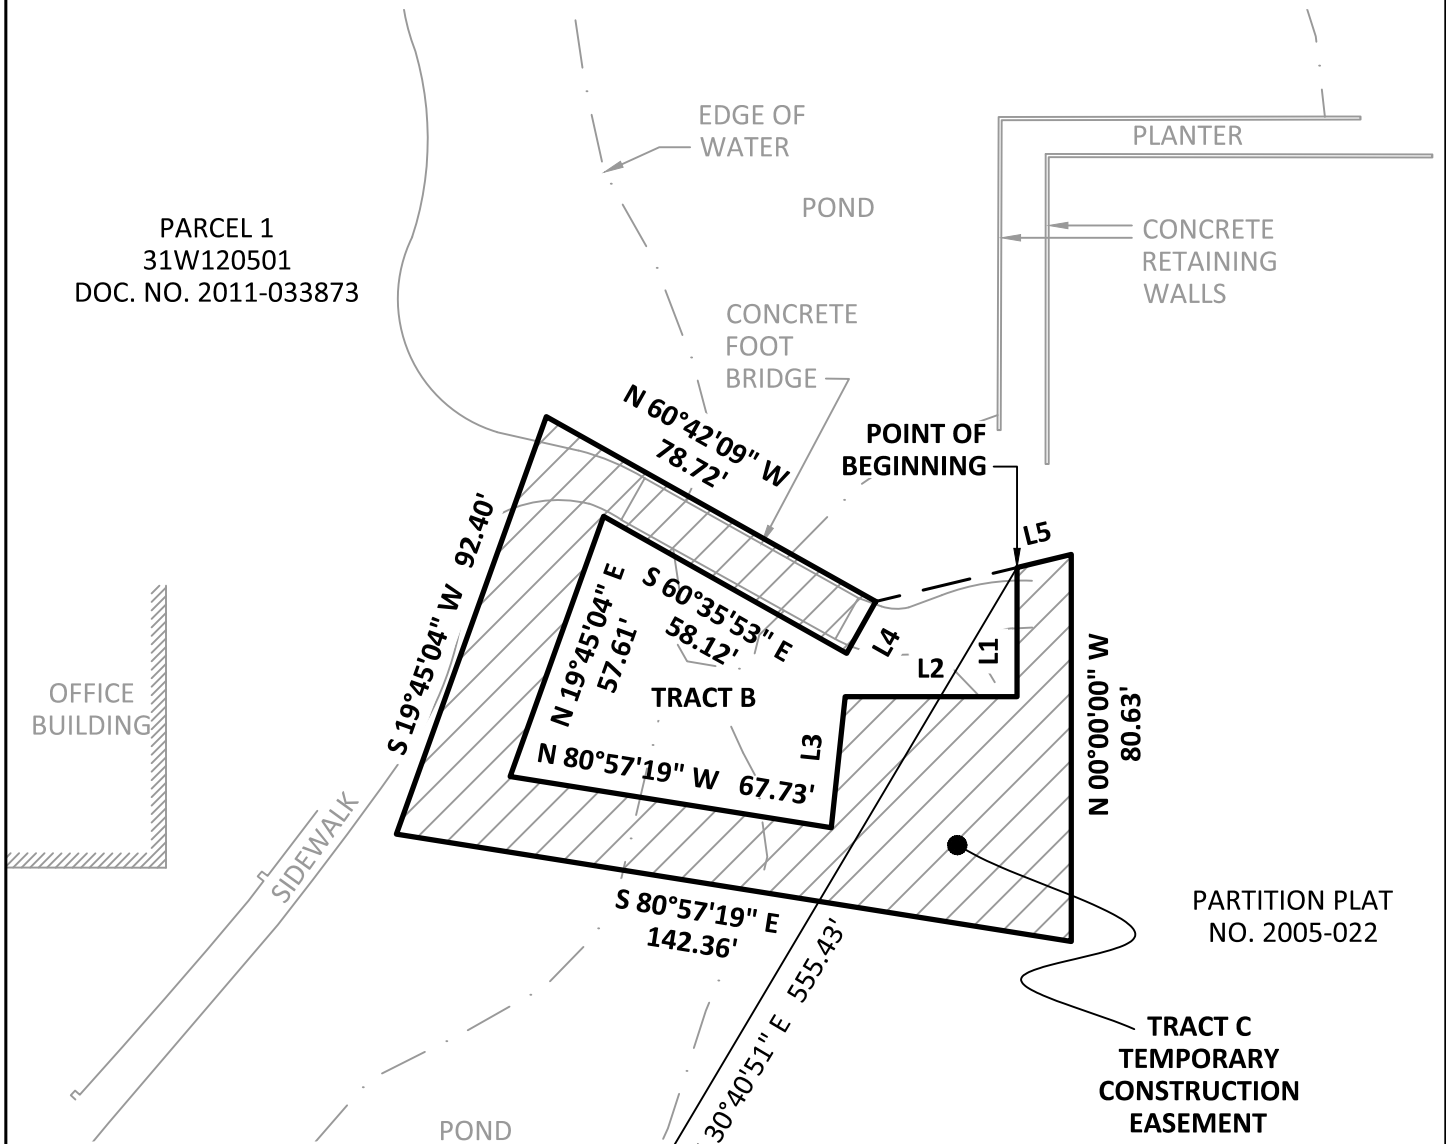 EDGE OF
WATER
PLANTER
POND
PARCEL 1
31W120501
DOC. NO. 2011-033873
CONCRETE
RETAINING
WALLS
CONCRETE
FOOT
BRIDGE
N 60°42'09" W
78.72'
POINT OF
BEGINNING
L5
S 19°45'04" W 92.40'
N 19°45'04" E
57.61'
S 60°35'53" E
58.12'
L4
L2
L1
N 00°00'00" W
80.63'
TRACT B
L3
OFFICE
BUILDING
N 80°57'19" W 67.73'
SIDEWALK
S 80°57'19" E
142.36'
30°40'51" E 555.43'
PARTITION PLAT
NO. 2005-022
TRACT C
TEMPORARY
CONSTRUCTION
EASEMENT
POND